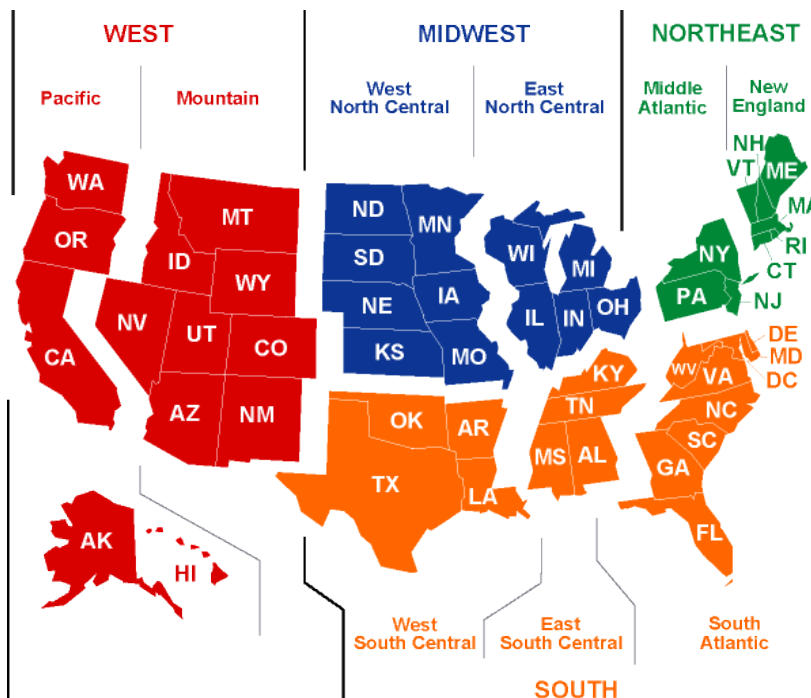 WEST
MIDWEST
NORTHEAST
Pacific
Mountain
West
North Central
East
North Central
Middle
Atlantic
New
England
WA
OR
CA
MT
ID
WY
NV
UT
CO
AZ
NM
AK
HI
ND
SD
NE
KS
MN
IA
MO
WI
MI
IL
IN
OH
NH
VT
ME
MA
RI
CT
NY
PA
NJ
OK
TX
AR
LA
KY
TN
MS
AL
DE
MD
DC
WV
VA
NC
SC
GA
FL
West
South Central
East
South Central
South
Atlantic
SOUTH